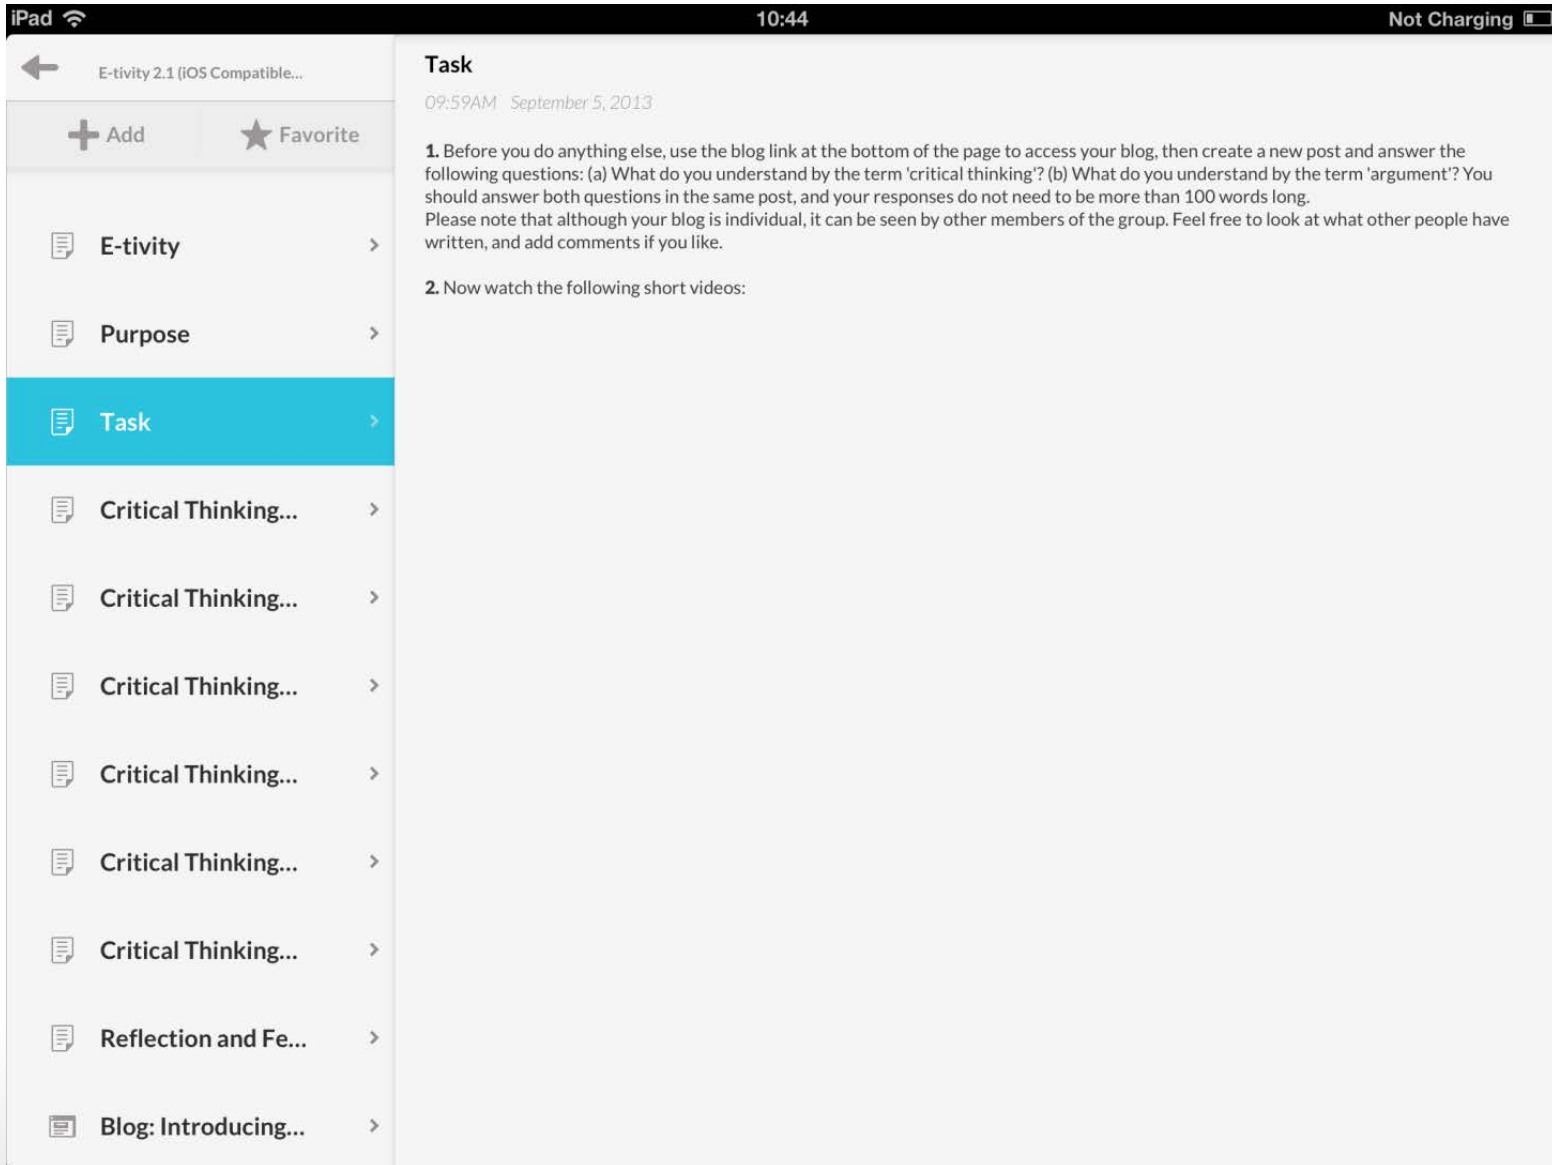 iPad
10:44
Not Charging
E-tivity 2.1 (iOS Compatible...
Add
Favorite
E-tivity
Purpose
Task
Critical Thinking...
Critical Thinking...
Critical Thinking...
Critical Thinking...
Critical Thinking...
Critical Thinking...
Reflection and Fe...
Blog: Introducing...
Task
09:59AM September 5, 2013
1. Before you do anything else, use the blog link at the bottom of the page to access your blog, then create a new post and answer the
following questions: (a) What do you understand by the term 'critical thinking'? (b) What do you understand by the term 'argument'? You
should answer both questions in the same post, and your responses do not need to be more than 100 words long.
Please note that although your blog is individual, it can be seen by other members of the group. Feel free to look at what other people have
written, and add comments if you like.
2. Now watch the following short videos: